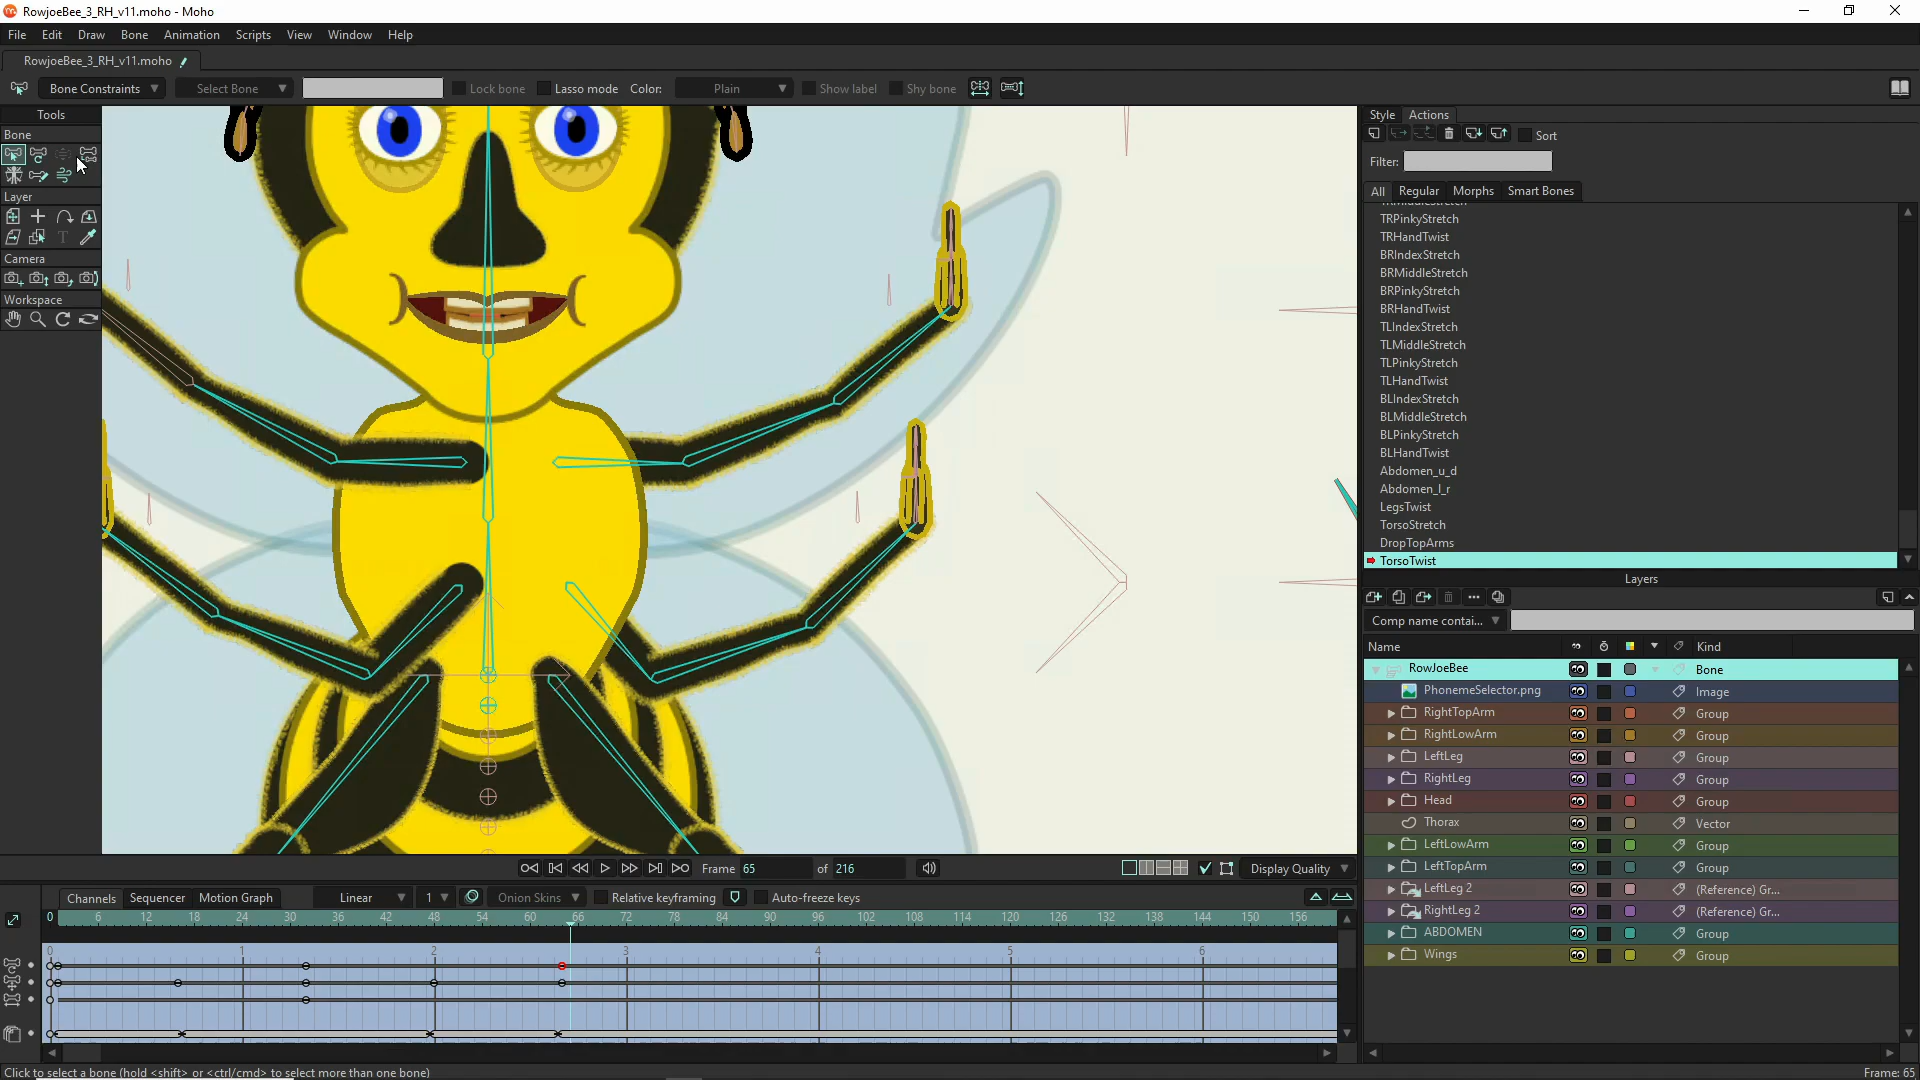 RowjoeBee_3_RH_v11.moho - Moho
File Edit Draw Bone Animation Scripts View Window Help
RowjoeBee_3_RH_v11.moho
Bone Constraints Select Bone Lock bone Lasso mode Color: Plain Show label Shy bone
Tools
Bone
Layer
Camera
Workspace
Style Actions
Sort
Filter:
All Regular Morphs Smart Bones
TRPinkyStretch
TRHandTwist
BRIndexStretch
BRMiddleStretch
BRPinkyStretch
BRHandTwist
TLIndexStretch
TLMiddleStretch
TLPinkyStretch
TLHandTwist
BLIndexStretch
BLMiddleStretch
BLPinkyStretch
BLHandTwist
Abdomen_u_d
Abdomen_l_r
LegsTwist
TorsoStretch
DropTopArms
TorsoTwist
Layers
Comp name contai...
Name Kind
RowJoeBee Bone
PhonemeSelector.png Image
RightTopArm Group
RightLowArm Group
LeftLeg Group
RightLeg Group
Head Group
Thorax Vector
LeftLowArm Group
LeftTopArm Group
LeftLeg 2 (Reference) Gr...
RightLeg 2 (Reference) Gr...
ABDOMEN Group
Wings Group
Frame 65 of 216 Display Quality
Channels Sequencer Motion Graph Linear 1 Onion Skins Relative keyframing Auto-freeze keys
0 6 12 18 24 30 36 42 48 54 60 66 72 78 84 90 96 102 108 114 120 126 132 138 144 150 156
0 1 2 3 4 5 6
Click to select a bone (hold <shift> or <ctrl/cmd> to select more than one bone) Frame: 65